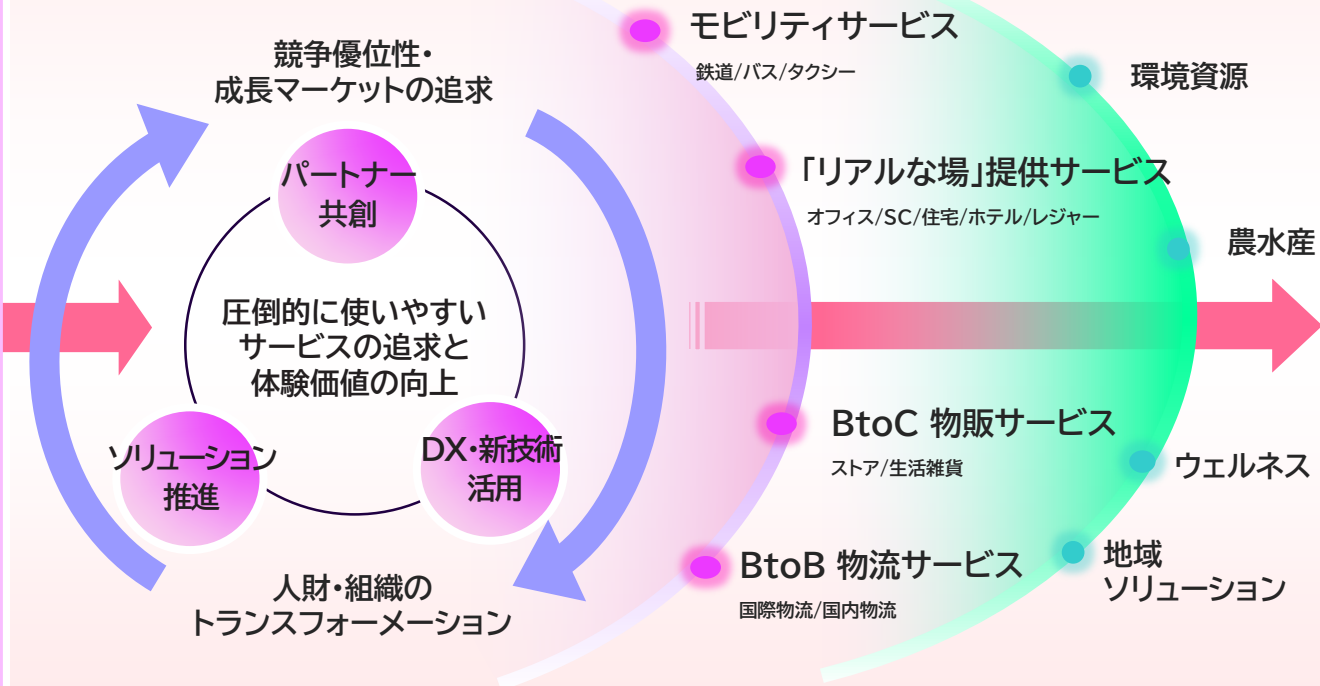 競争優位性・
成長マーケットの追求
パートナー
共創
圧倒的に使いやすい
サービスの追求と
体験価値の向上
ソリューション
推進
DX・新技術
活用
人財・組織の
トランスフォーメーション
モビリティサービス
鉄道/バス/タクシー
「リアルな場」提供サービス
オフィス/SC/住宅/ホテル/レジャー
BtoC 物販サービス
ストア/生活雑貨
BtoB 物流サービス
国際物流/国内物流
環境資源
農水産
ウェルネス
地域
ソリューション